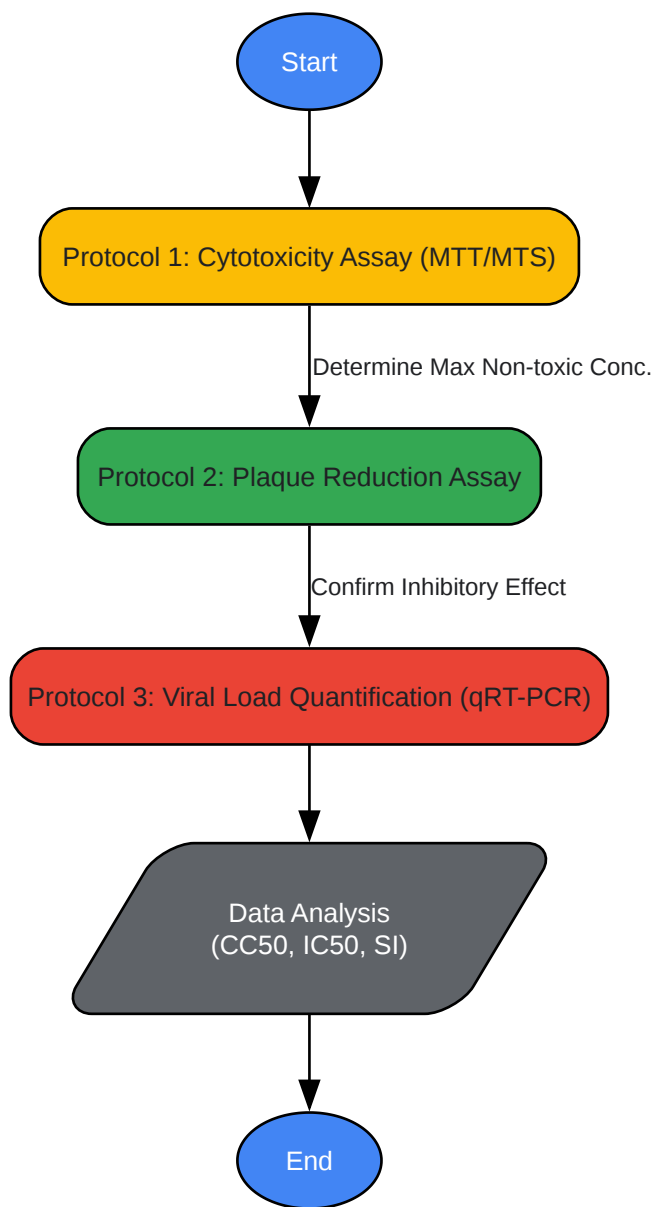 Start
Protocol 1: Cytotoxicity Assay (MTT/MTS)
Determine Max Non-toxic Conc.
Protocol 2: Plaque Reduction Assay
Confirm Inhibitory Effect
Protocol 3: Viral Load Quantification (qRT-PCR)
Data Analysis
(CC50, IC50, SI)
End